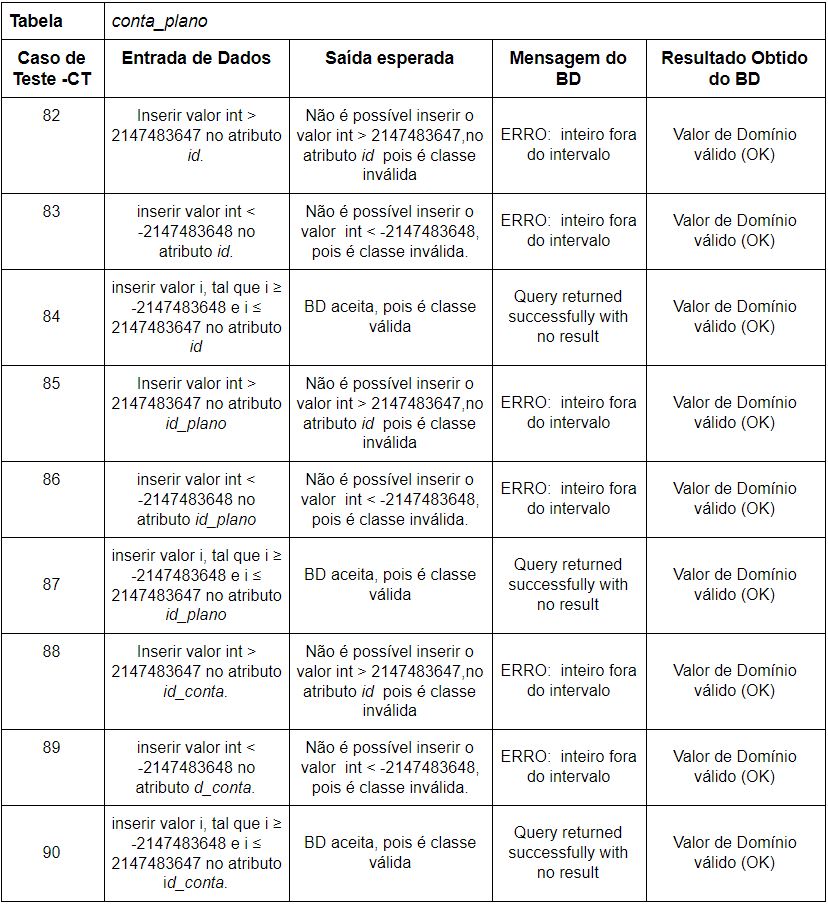 Tabela
conta_plano
Caso de
Teste -CT
Entrada de Dados
Saída esperada
Mensagem do
BD
Resultado Obtido
do BD
82
Inserir valor int >
2147483647 no atributo
id.
Não é possível inserir o
valor int > 2147483647,no
atributo id pois é classe
inválida
ERRO: inteiro fora
do intervalo
Valor de Domínio
válido (OK)
83
inserir valor int <
-2147483648 no
atributo id.
Não é possível inserir o
valor int < -2147483648,
pois é classe inválida.
ERRO: inteiro fora
do intervalo
Valor de Domínio
válido (OK)
84
inserir valor i, tal que i ≥
-2147483648 e i ≤
2147483647 no atributo
id
BD aceita, pois é classe
válida
Query returned
successfully with
no result
Valor de Domínio
válido (OK)
85
Inserir valor int >
2147483647 no atributo
id_plano
Não é possível inserir o
valor int > 2147483647,no
atributo id pois é classe
inválida
ERRO: inteiro fora
do intervalo
Valor de Domínio
válido (OK)
86
inserir valor int <
-2147483648 no
atributo id_plano
Não é possível inserir o
valor int < -2147483648,
pois é classe inválida.
ERRO: inteiro fora
do intervalo
Valor de Domínio
válido (OK)
87
inserir valor i, tal que i ≥
-2147483648 e i ≤
2147483647 no atributo
id_plano
BD aceita, pois é classe
válida
Query returned
successfully with
no result
Valor de Domínio
válido (OK)
88
Inserir valor int >
2147483647 no atributo
id_conta.
Não é possível inserir o
valor int > 2147483647,no
atributo id pois é classe
inválida
ERRO: inteiro fora
do intervalo
Valor de Domínio
válido (OK)
89
inserir valor int <
-2147483648 no
atributo d_conta.
Não é possível inserir o
valor int < -2147483648,
pois é classe inválida.
ERRO: inteiro fora
do intervalo
Valor de Domínio
válido (OK)
90
inserir valor i, tal que i ≥
-2147483648 e i ≤
2147483647 no atributo
id_conta.
BD aceita, pois é classe
válida
Query returned
successfully with
no result
Valor de Domínio
válido (OK)